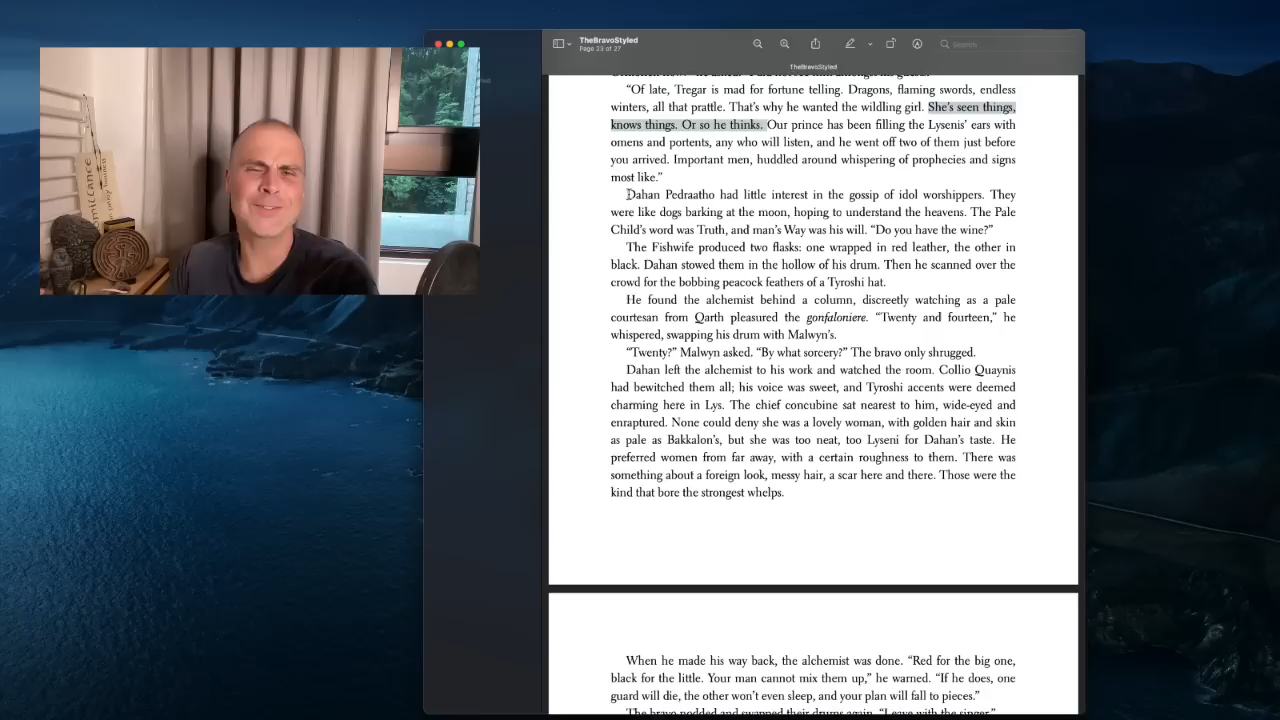 TheBravoStyled
Page 23 of 27
Search
TheBravoStyled
“Of late, Tregar is mad for fortune telling. Dragons, flaming swords, endless
winters, all that prattle. That’s why he wanted the wildling girl. She’s seen things,
knows things. Or so he thinks. Our prince has been filling the Lysenis’ ears with
omens and portents, any who will listen, and he went off two of them just before
you arrived. Important men, huddled around whispering of prophecies and signs
most like.”
Dahan Pedraatho had little interest in the gossip of idol worshippers. They
were like dogs barking at the moon, hoping to understand the heavens. The Pale
Child’s word was Truth, and man’s Way was his will. “Do you have the wine?”
The Fishwife produced two flasks: one wrapped in red leather, the other in
black. Dahan stowed them in the hollow of his drum. Then he scanned over the
crowd for the bobbing peacock feathers of a Tyroshi hat.
He found the alchemist behind a column, discreetly watching as a pale
courtesan from Qarth pleasured the gonfaloniere. “Twenty and fourteen,” he
whispered, swapping his drum with Malwyn’s.
“Twenty?” Malwyn asked. “By what sorcery?” The bravo only shrugged.
Dahan left the alchemist to his work and watched the room. Collio Quaynis
had bewitched them all; his voice was sweet, and Tyroshi accents were deemed
charming here in Lys. The chief concubine sat nearest to him, wide-eyed and
enraptured. None could deny she was a lovely woman, with golden hair and skin
as pale as Bakkalon’s, but she was too neat, too Lyseni for Dahan’s taste. He
preferred women from far away, with a certain roughness to them. There was
something about a foreign look, messy hair, a scar here and there. Those were the
kind that bore the strongest whelps.
When he made his way back, the alchemist was done. “Red for the big one,
black for the little. Your man cannot mix them up,” he warned. “If he does, one
guard will die, the other won’t even sleep, and your plan will fall to pieces.”
The bravo nodded and swapped their drums again. “Leave with the singer.”